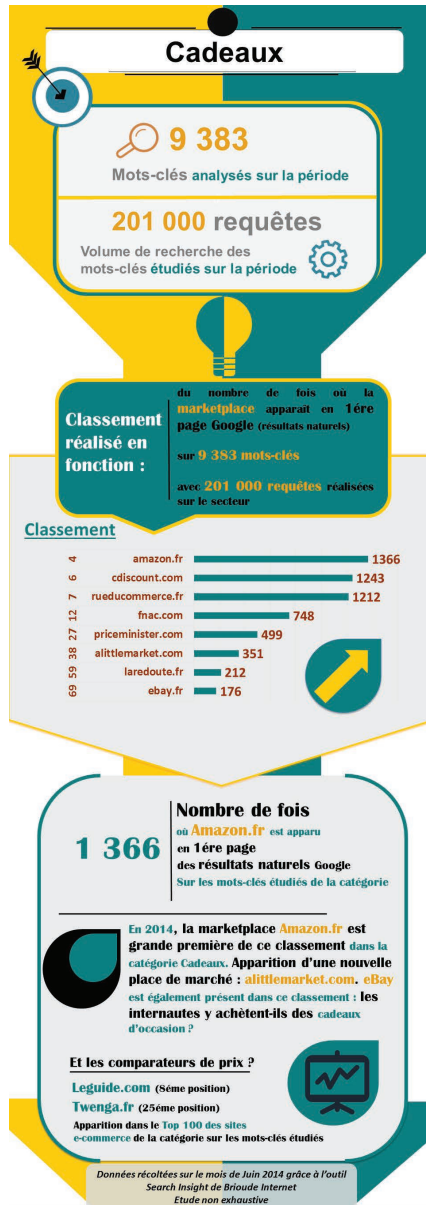 Cadeaux
9 383
Mots-clés analysés sur la période
201 000 requêtes
Volume de recherche des
mots-clés étudiés sur la période
Classement
réalisé en
fonction :
du nombre de fois où la
marketplace apparaît en 1ére
page Google (résultats naturels)
sur 9 383 mots-clés
avec 201 000 requêtes réalisées
sur le secteur
Classement
4 amazon.fr 1366
6 cdiscount.com 1243
7 rueducommerce.fr 1212
12 fnac.com 748
27 priceminister.com 499
38 alittlemarket.com 351
59 laredoute.fr 212
69 ebay.fr 176
1 366
Nombre de fois
où Amazon.fr est apparu
en 1ére page
des résultats naturels Google
Sur les mots-clés étudiés de la catégorie
En 2014, la marketplace Amazon.fr est
grande première de ce classement dans la
catégorie Cadeaux. Apparition d'une nouvelle
place de marché : alittlemarket.com. eBay
est également présent dans ce classement : les
internautes y achètent-ils des cadeaux
d'occasion ?
Et les comparateurs de prix ?
Leguide.com (8éme position)
Twenga.fr (25éme position)
Apparition dans le Top 100 des sites
e-commerce de la catégorie sur les mots-clés étudiés
Données récoltées sur le mois de Juin 2014 grâce à l'outil
Search Insight de Brioude Internet
Etude non exhaustive